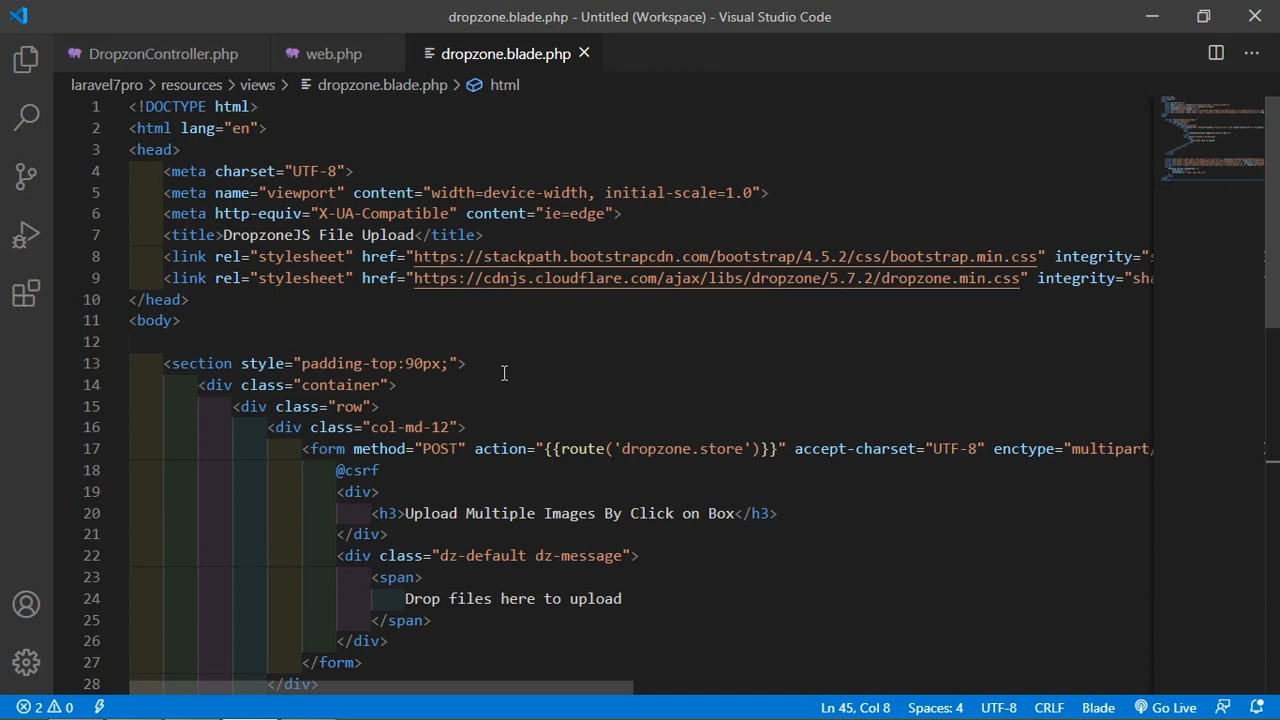 dropzone.blade.php - Untitled (Workspace) - Visual Studio Code
DropzonController.php web.php dropzone.blade.php
laravel7pro > resources > views > dropzone.blade.php > html
1 <!DOCTYPE html>
2 <html lang="en">
3 <head>
4 <meta charset="UTF-8">
5 <meta name="viewport" content="width=device-width, initial-scale=1.0">
6 <meta http-equiv="X-UA-Compatible" content="ie=edge">
7 <title>DropzoneJS File Upload</title>
8 <link rel="stylesheet" href="https://stackpath.bootstrapcdn.com/bootstrap/4.5.2/css/bootstrap.min.css" integrity="s
9 <link rel="stylesheet" href="https://cdnjs.cloudflare.com/ajax/libs/dropzone/5.7.2/dropzone.min.css" integrity="sha
10 </head>
11 <body>
12
13 <section style="padding-top:90px;">
14 <div class="container">
15 <div class="row">
16 <div class="col-md-12">
17 <form method="POST" action="{{route('dropzone.store')}}" accept-charset="UTF-8" enctype="multipart/
18 @csrf
19 <div>
20 <h3>Upload Multiple Images By Click on Box</h3>
21 </div>
22 <div class="dz-default dz-message">
23 <span>
24 Drop files here to upload
25 </span>
26 </div>
27 </form>
28 </div>
2 0 Ln 45, Col 8 Spaces: 4 UTF-8 CRLF Blade Go Live